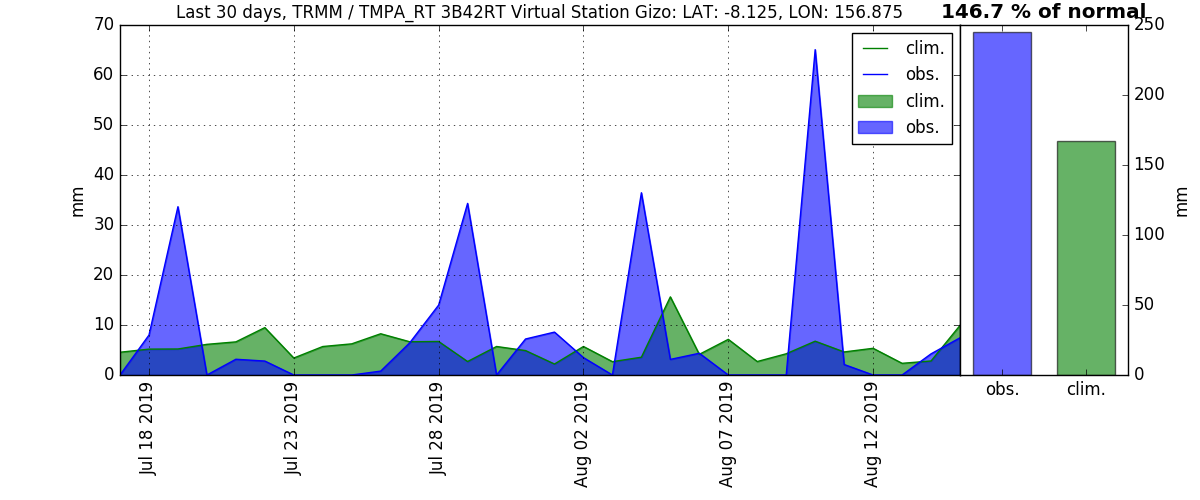 Last 30 days, TRMM / TMPA_RT 3B42RT Virtual Station Gizo: LAT: -8.125, LON: 156.875
146.7 % of normal
70
60
50
40
30
20
10
0
mm
clim.
obs.
clim.
obs.
Jul 18 2019
Jul 23 2019
Jul 28 2019
Aug 02 2019
Aug 07 2019
Aug 12 2019
250
200
150
100
50
0
mm
obs.
clim.